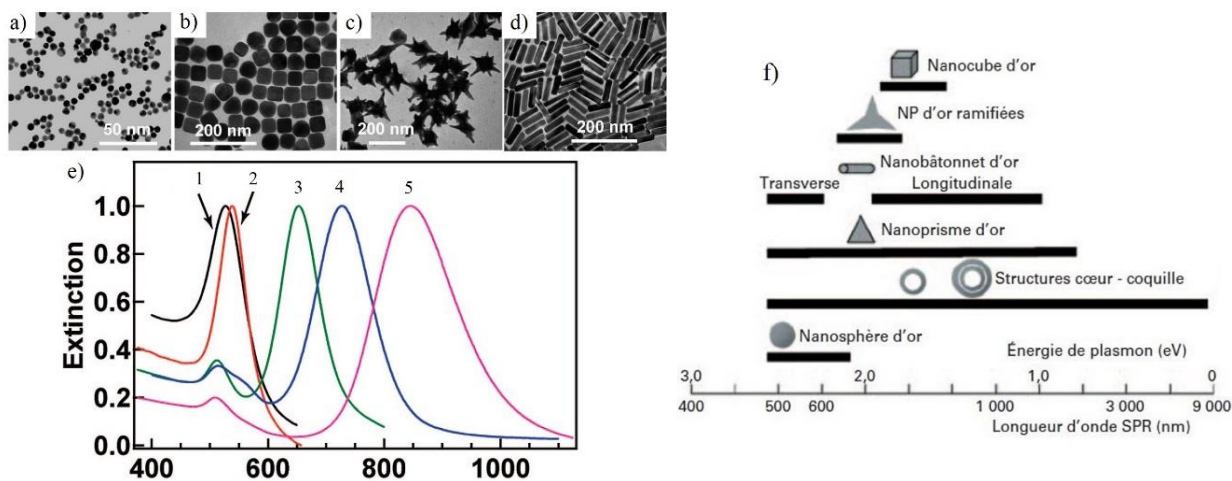 a)
50 nm
b)
200 nm
c)
200 nm
d)
200 nm
e)
1 2 3 4 5
1.0
0.8
0.6
0.4
0.2
0.0
Extinction
400 600 800 1000
f)
Nanocube d'or
NP d'or ramifiées
Nanobâtonnet d'or
Transverse Longitudinale
Nanoprisme d'or
Structures cœur - coquille
Nanosphère d'or
Énergie de plasmon (eV)
3,0 2,0 1,0 0
400 500 600 1 000 3 000 9 000
Longueur d'onde SPR (nm)